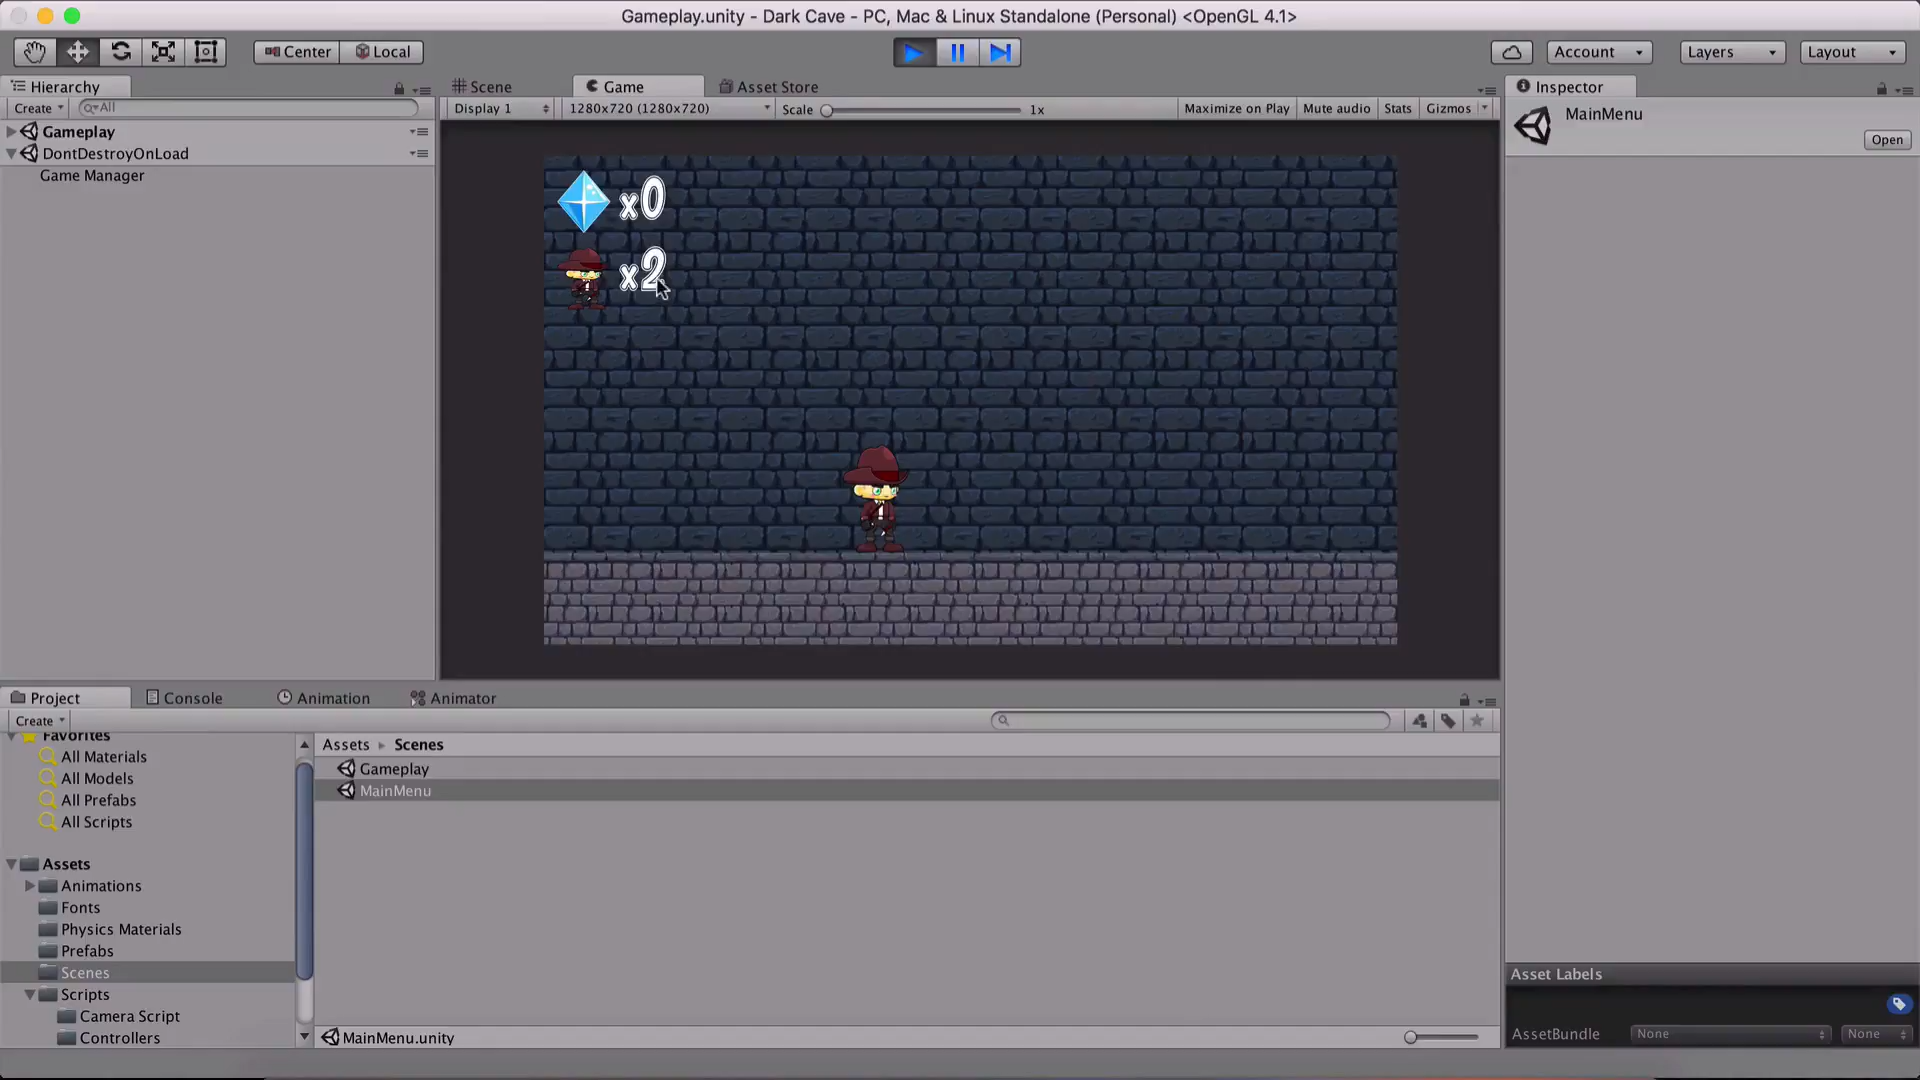 Gameplay.unity - Dark Cave - PC, Mac & Linux Standalone (Personal) <OpenGL 4.1>
Center Local Account Layers Layout
Hierarchy Scene Game Asset Store Inspector
Create All Display 1 1280x720 (1280x720) Scale 1x Maximize on Play Mute audio Stats Gizmos
MainMenu
Open
Gameplay
DontDestroyOnLoad
Game Manager
x0
x2
Project Console Animation Animator
Create
Favorites
All Materials
All Models
All Prefabs
All Scripts
Assets
Animations
Fonts
Physics Materials
Prefabs
Scenes
Scripts
Camera Script
Controllers
Assets Scenes
Gameplay
MainMenu
MainMenu.unity
Asset Labels
AssetBundle None None